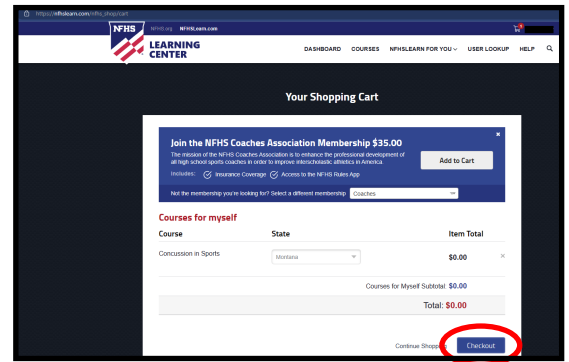 https://nfhslearn.com/nfhs_shop/cart
NFHS NFHS.org NFHSLearn.com
LEARNING
CENTER
DASHBOARD COURSES NFHSLEARN FOR YOU USER LOOKUP HELP
Your Shopping Cart
Join the NFHS Coaches Association Membership $35.00
The mission of the NFHS Coaches Association is to enhance the professional development of
all high school sports coaches in order to improve interscholastic athletics in America.
Add to Cart
Includes: Insurance Coverage Access to the NFHS Rules App
Not the membership you're looking for? Select a different membership Coaches
Courses for myself
Course State Item Total
Concussion in Sports Montana $0.00 ×
Courses for Myself Subtotal: $0.00
Total: $0.00
Continue Shopping Checkout